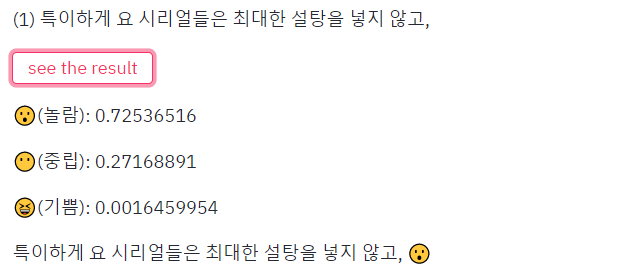 (1) 특이하게 요 시리얼들은 최대한 설탕을 넣지 않고,
see the result
😮(놀람): 0.72536516
😶(중립): 0.27168891
😆(기쁨): 0.0016459954
특이하게 요 시리얼들은 최대한 설탕을 넣지 않고, 😮